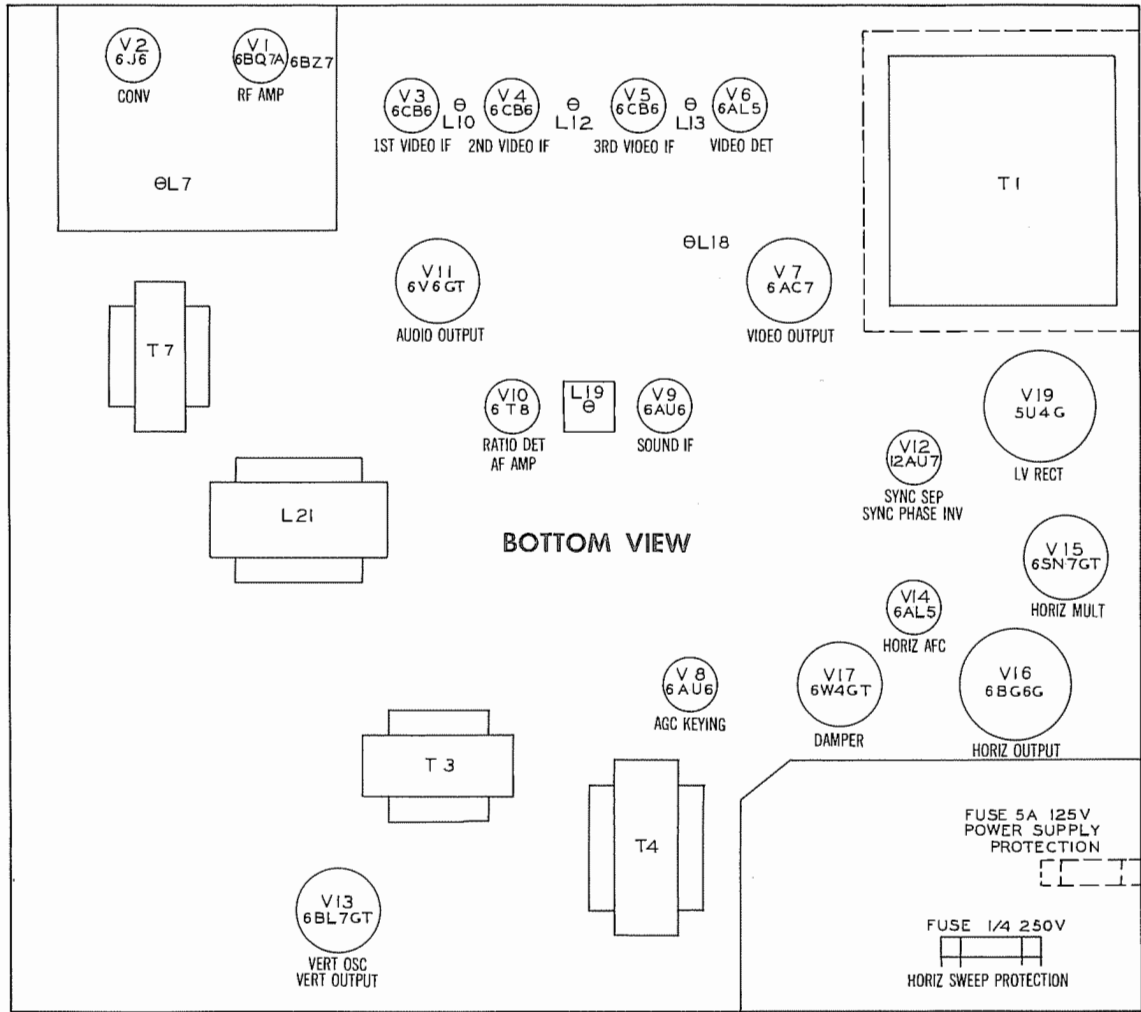 V2
6J6
CONV
V1
6BQ7A
6BZ7
RF AMP
V3
6CB6
1ST VIDEO IF
L10
V4
6CB6
2ND VIDEO IF
L12
V5
6CB6
3RD VIDEO IF
L13
V6
6AL5
VIDEO DET
T1
L7
L18
V11
6V6GT
AUDIO OUTPUT
V7
6AC7
VIDEO OUTPUT
T7
V10
6T8
RATIO DET
AF AMP
L19
V9
6AU6
SOUND IF
V19
5U4G
LV RECT
V12
12AU7
SYNC SEP
SYNC PHASE INV
L21
BOTTOM VIEW
V15
6SN7GT
HORIZ MULT
V14
6AL5
HORIZ AFC
V8
6AU6
AGC KEYING
V17
6W4GT
DAMPER
V16
6BG6G
HORIZ OUTPUT
T3
T4
FUSE 5A 125V
POWER SUPPLY
PROTECTION
V13
6BL7GT
VERT OSC
VERT OUTPUT
FUSE 1/4 250V
HORIZ SWEEP PROTECTION